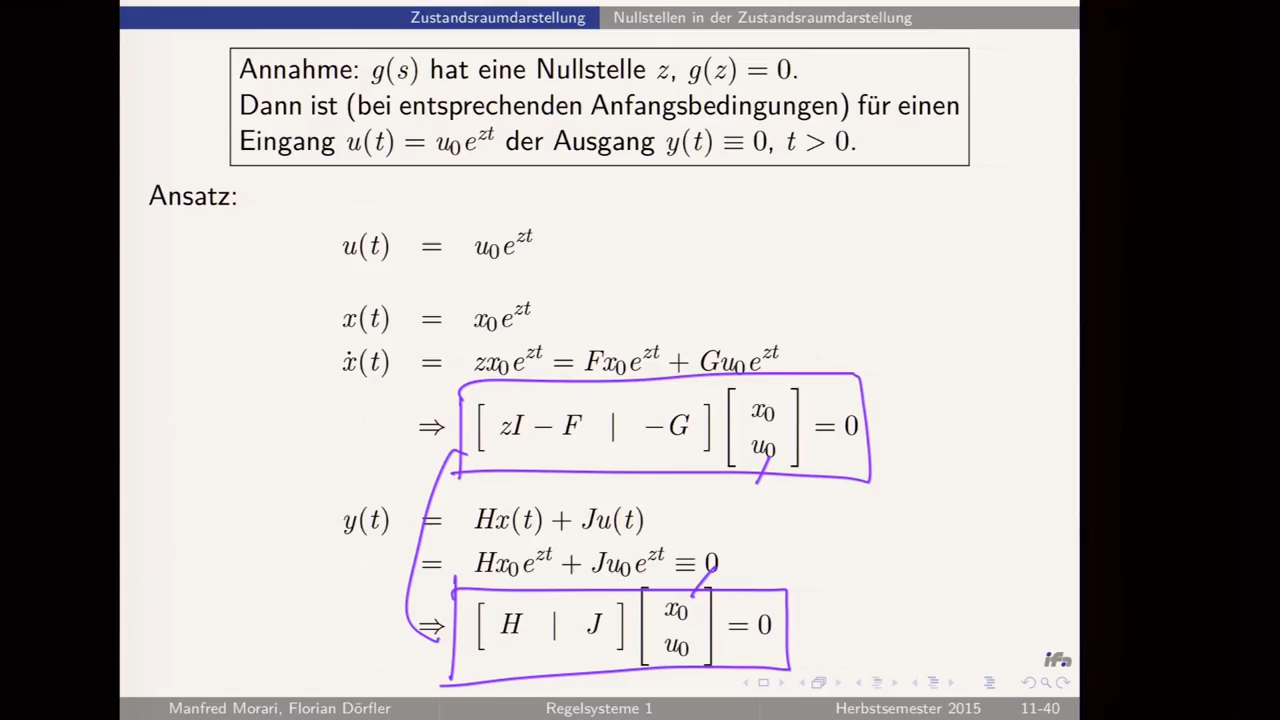 Zustandsraumdarstellung Nullstellen in der Zustandsraumdarstellung
Annahme: g(s) hat eine Nullstelle z, g(z) = 0.
Dann ist (bei entsprechenden Anfangsbedingungen) für einen
Eingang u(t) = u₀e^{zt} der Ausgang y(t) ≡ 0, t > 0.
Ansatz:
u(t) = u₀e^{zt}
x(t) = x₀e^{zt}
ẋ(t) = zx₀e^{zt} = Fx₀e^{zt} + Gu₀e^{zt}
⇒ [ zI − F | −G ] [ x₀ u₀ ] = 0
y(t) = Hx(t) + Ju(t)
= Hx₀e^{zt} + Ju₀e^{zt} ≡ 0
⇒ [ H | J ] [ x₀ u₀ ] = 0
ifa
Manfred Morari, Florian Dörfler Regelsysteme 1 Herbstsemester 2015 11-40